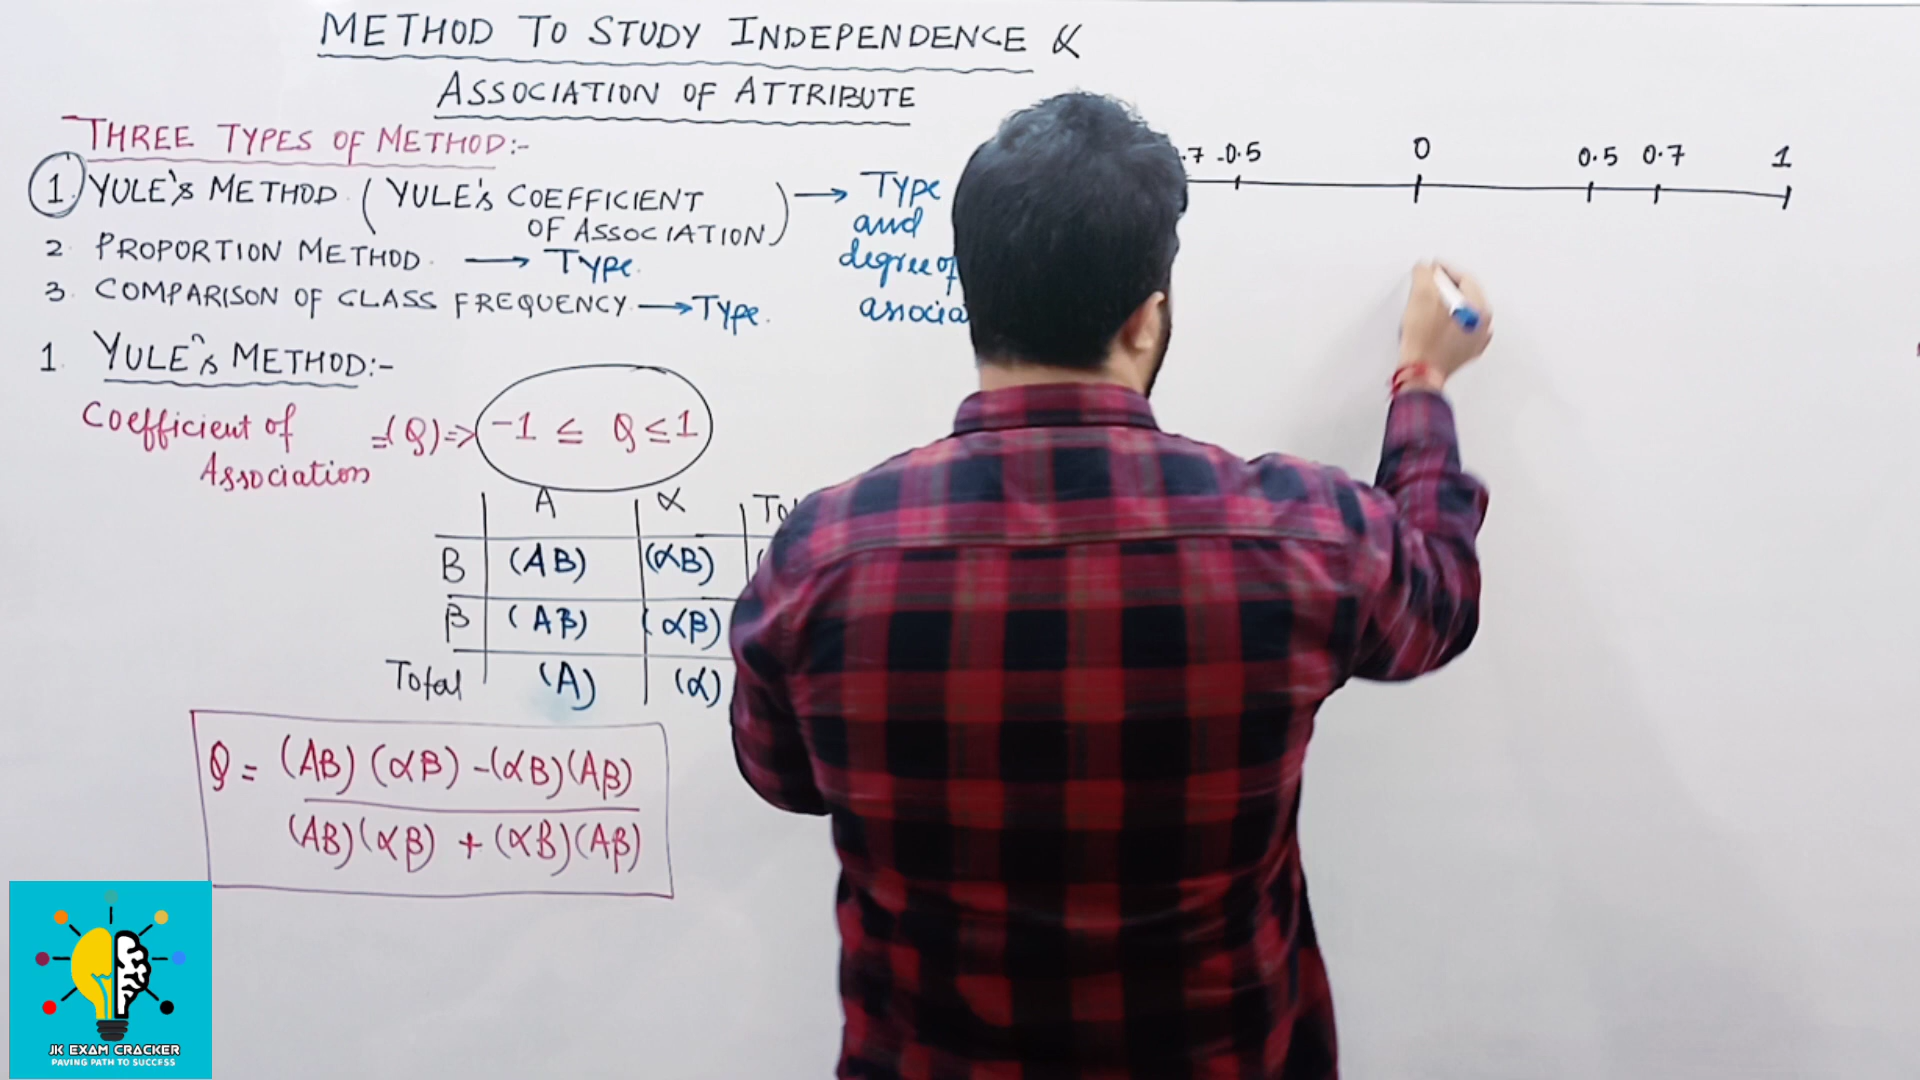 METHOD TO STUDY INDEPENDENCE &
ASSOCIATION OF ATTRIBUTE
THREE TYPES OF METHOD:-
1. YULE'S METHOD. (YULE'S COEFFICIENT OF ASSOCIATION) → Type and degree of
2. PROPORTION METHOD. → Type.
3. COMPARISON OF CLASS FREQUENCY. → Type.
1. YULE'S METHOD:-
Coefficient of Association =(Q)=> -1 ≤ Q ≤ 1
A α
B (AB) (αB)
β (Aβ) (αβ)
Total (A) (α)
Q = (AB)(αβ) - (αB)(Aβ)
(AB)(αβ) + (αB)(Aβ)
-0.5 0 0.5 0.7 1
JK EXAM CRACKER
PAVING PATH TO SUCCESS